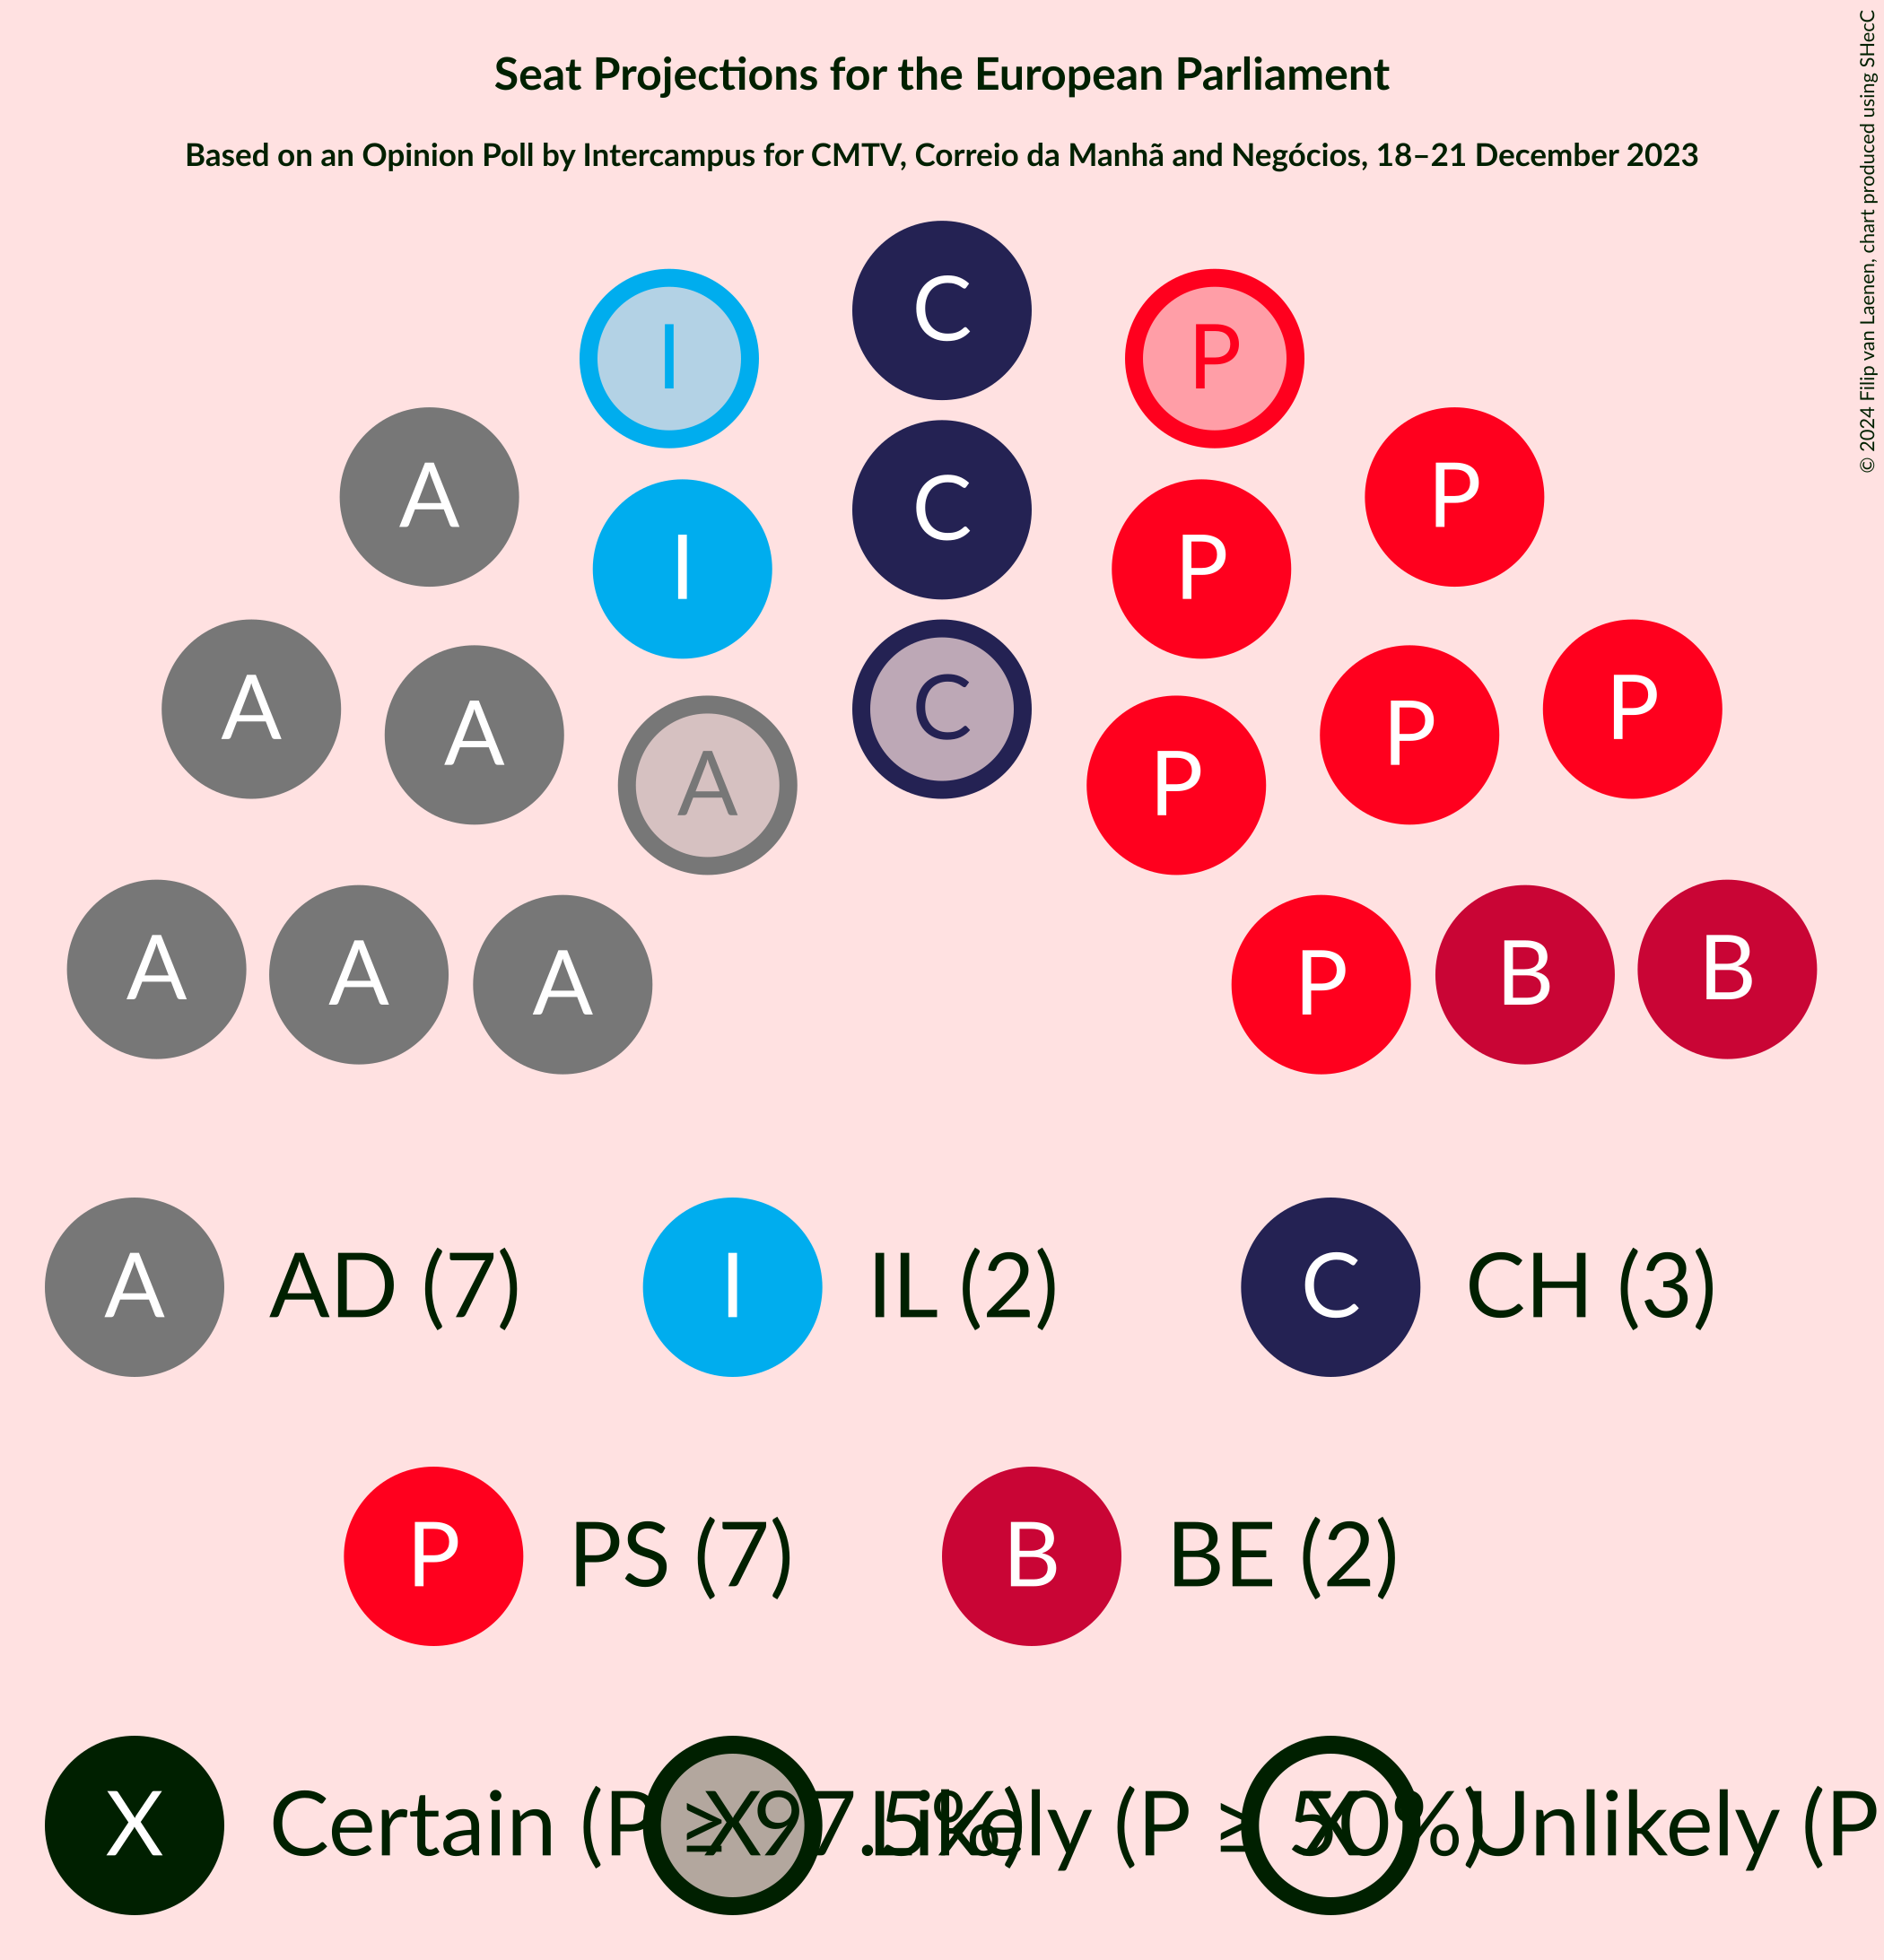 Seat Projections for the European Parliament
Based on an Opinion Poll by Intercampus for CMTV, Correio da Manhã and Negócios, 18–21 December 2023
© 2024 Filip van Laenen, chart produced using SHecC
C
I P
A P
C
I P
A C P
A P
A P
A B
A B
A P
A AD (7) I IL (2) C CH (3)
P PS (7) B BE (2)
X Certain (P ≥ 97.5%) X Likely (P ≥ 50%) X Unlikely (P